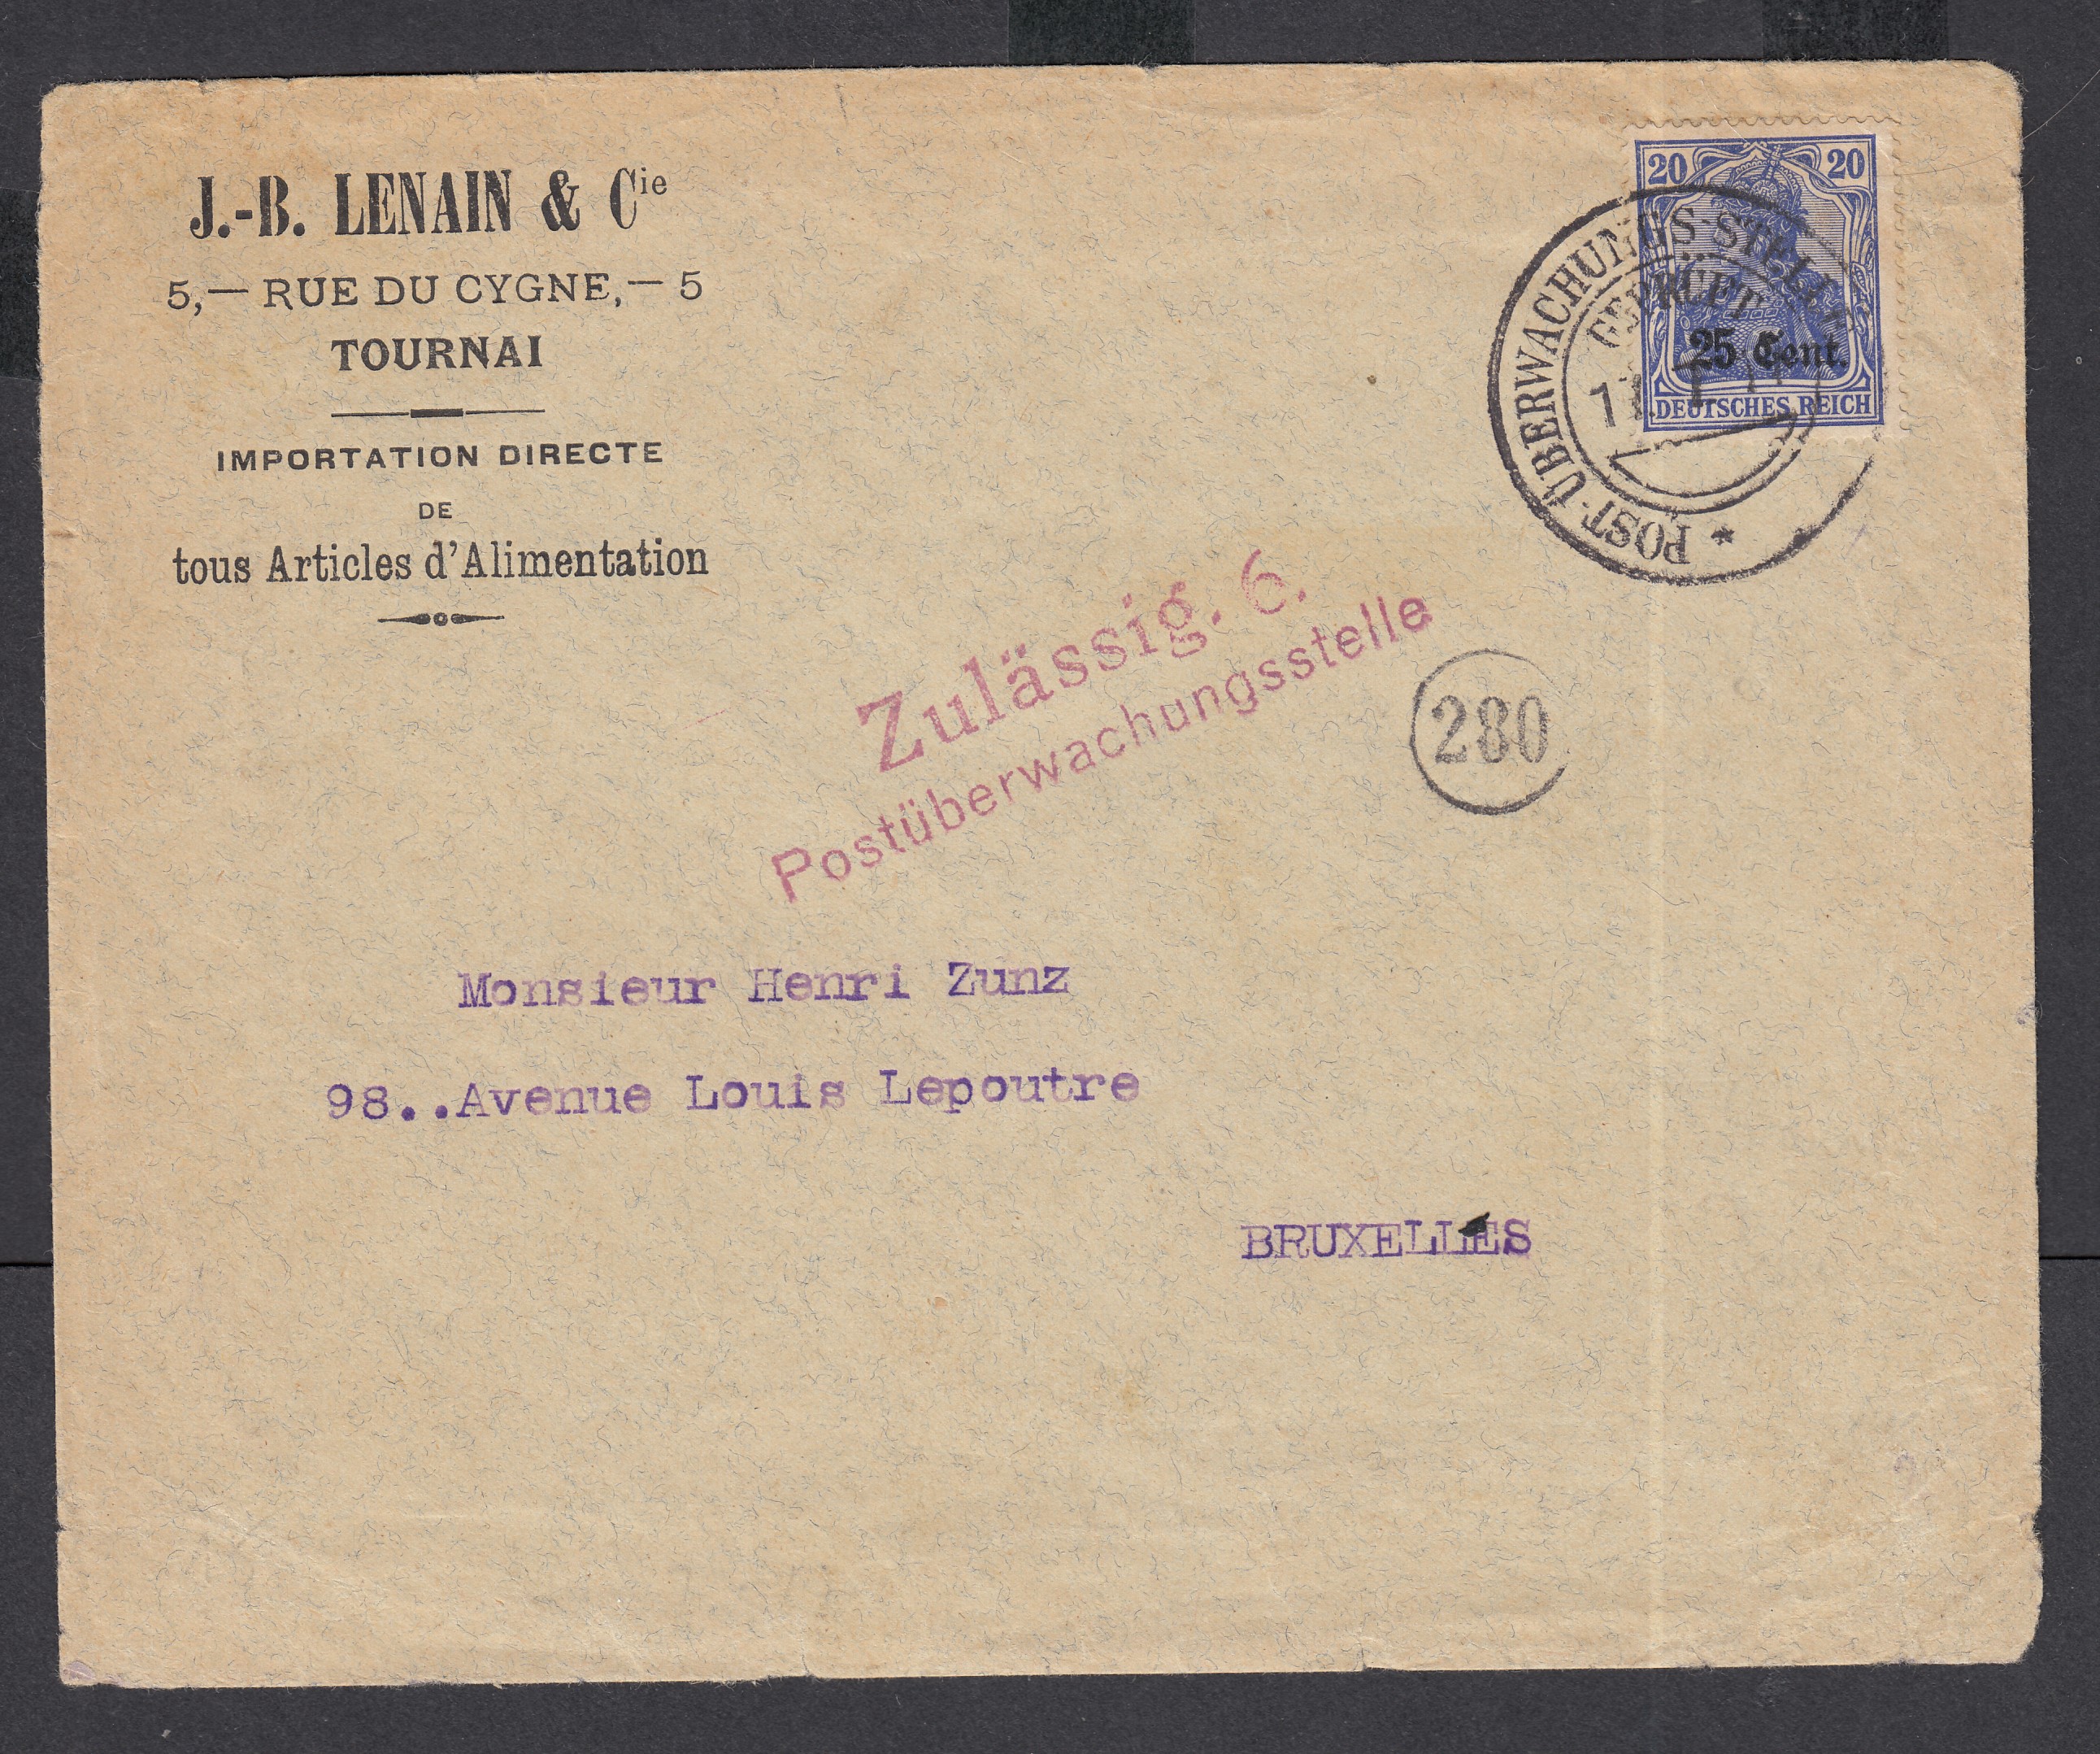 J.-B. LENAIN & Cie
5,— RUE DU CYGNE,— 5
TOURNAI
IMPORTATION DIRECTE
DE
tous Articles d'Alimentation
20 20
25 Cent.
DEUTSCHES REICH
POST-ÜBERWACHUNGS-STELLE *
GEPRÜFT
Zulässig. 6.
Postüberwachungsstelle
280
Monsieur Henri Zunz
98..Avenue Louis Lepoutre
BRUXELLES